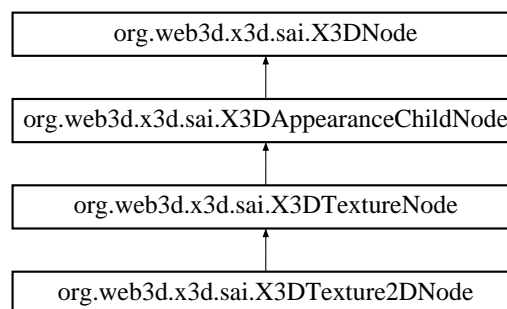 org.web3d.x3d.sai.X3DNode
org.web3d.x3d.sai.X3DAppearanceChildNode
org.web3d.x3d.sai.X3DTextureNode
org.web3d.x3d.sai.X3DTexture2DNode